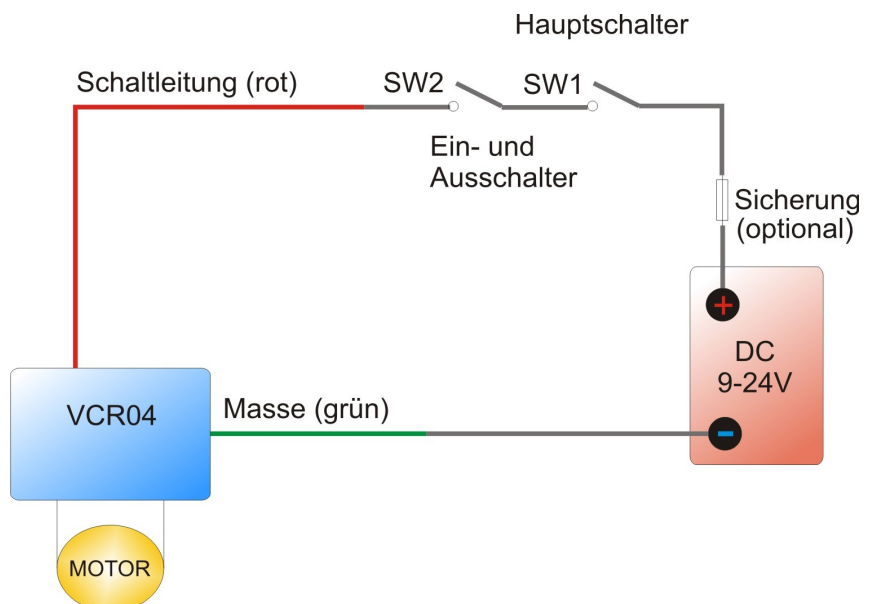 Hauptschalter
Schaltleitung (rot)
SW2
SW1
Ein- und
Ausschalter
Sicherung
(optional)
+
DC
9-24V
-
VCR04
Masse (grün)
MOTOR